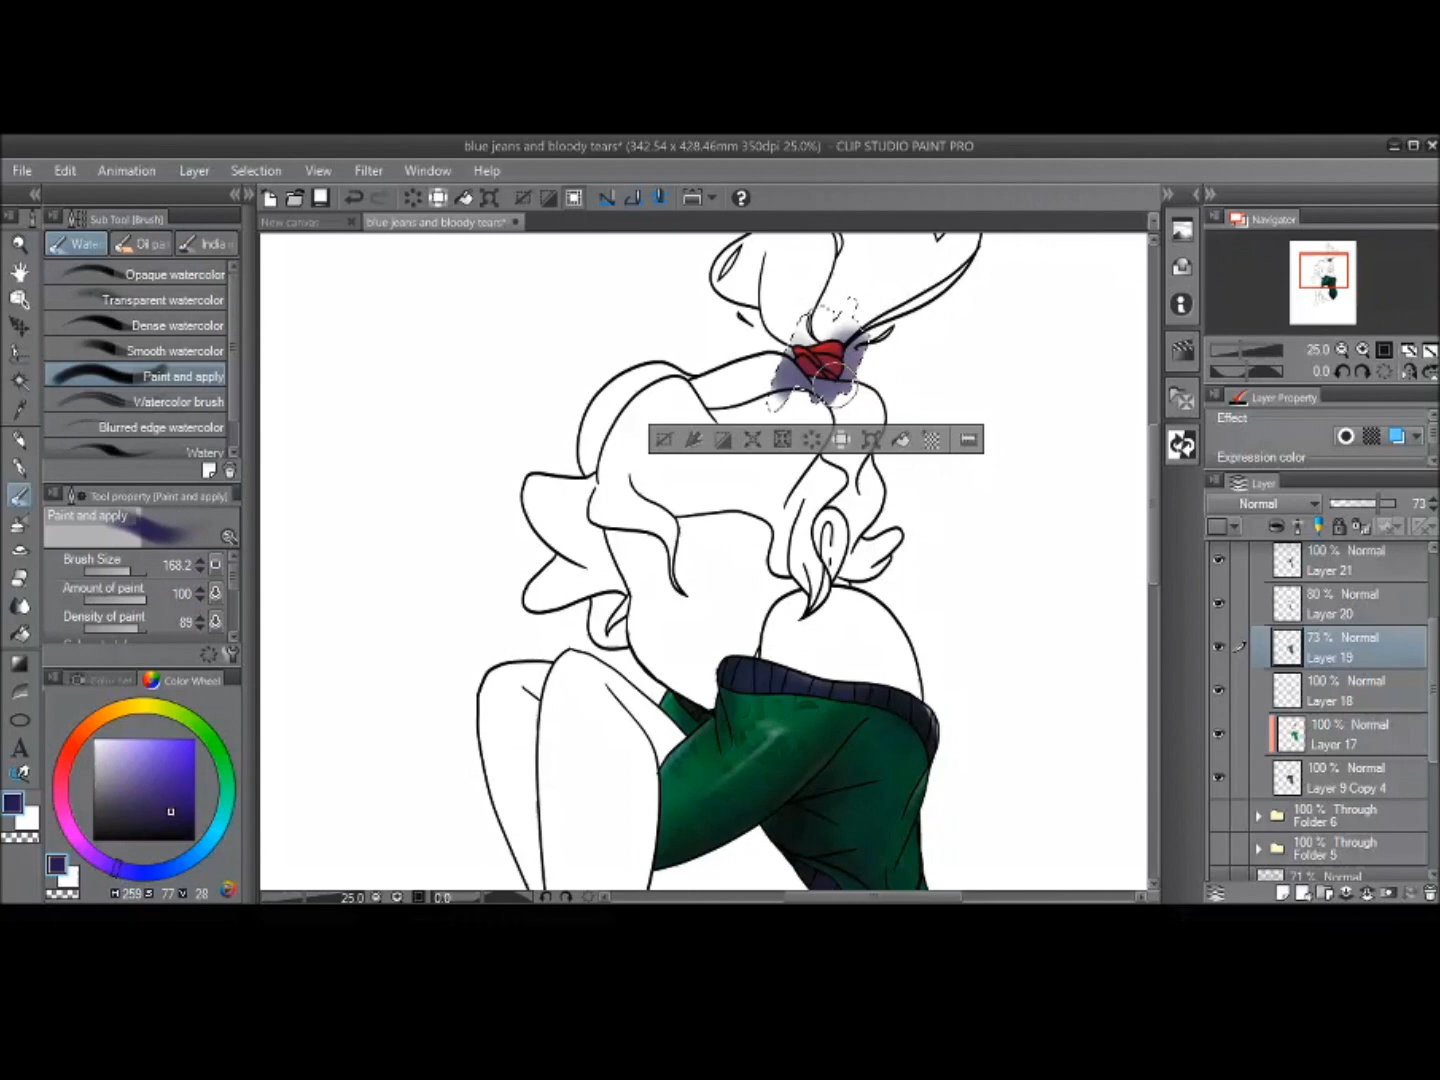 blue jeans and bloody tears* (342.54 x 428.46mm 350dpi 25.0%) - CLIP STUDIO PAINT PRO
File Edit Animation Layer Selection View Filter Window Help
Sub Tool [Brush]
New canvas
blue jeans and bloody tears*
Navigator
Water
Oil pa
India
Opaque watercolor
Transparent watercolor
Dense watercolor
Smooth watercolor
Paint and apply
Watercolor brush
Blurred edge watercolor
Watery
Tool property [Paint and apply]
Paint and apply
Brush Size 168.2
Amount of paint 100
Density of paint 89
Color Wheel
H 259 S 77 V 28
25.0
0.0
25.0
0.0
Layer Property
Effect
Expression color
Layer
Normal 73
100 % Normal
Layer 21
80 % Normal
Layer 20
73 % Normal
Layer 19
100 % Normal
Layer 18
100 % Normal
Layer 17
100 % Normal
Layer 9 Copy 4
100 % Through
Folder 6
100 % Through
Folder 5
71 % Normal